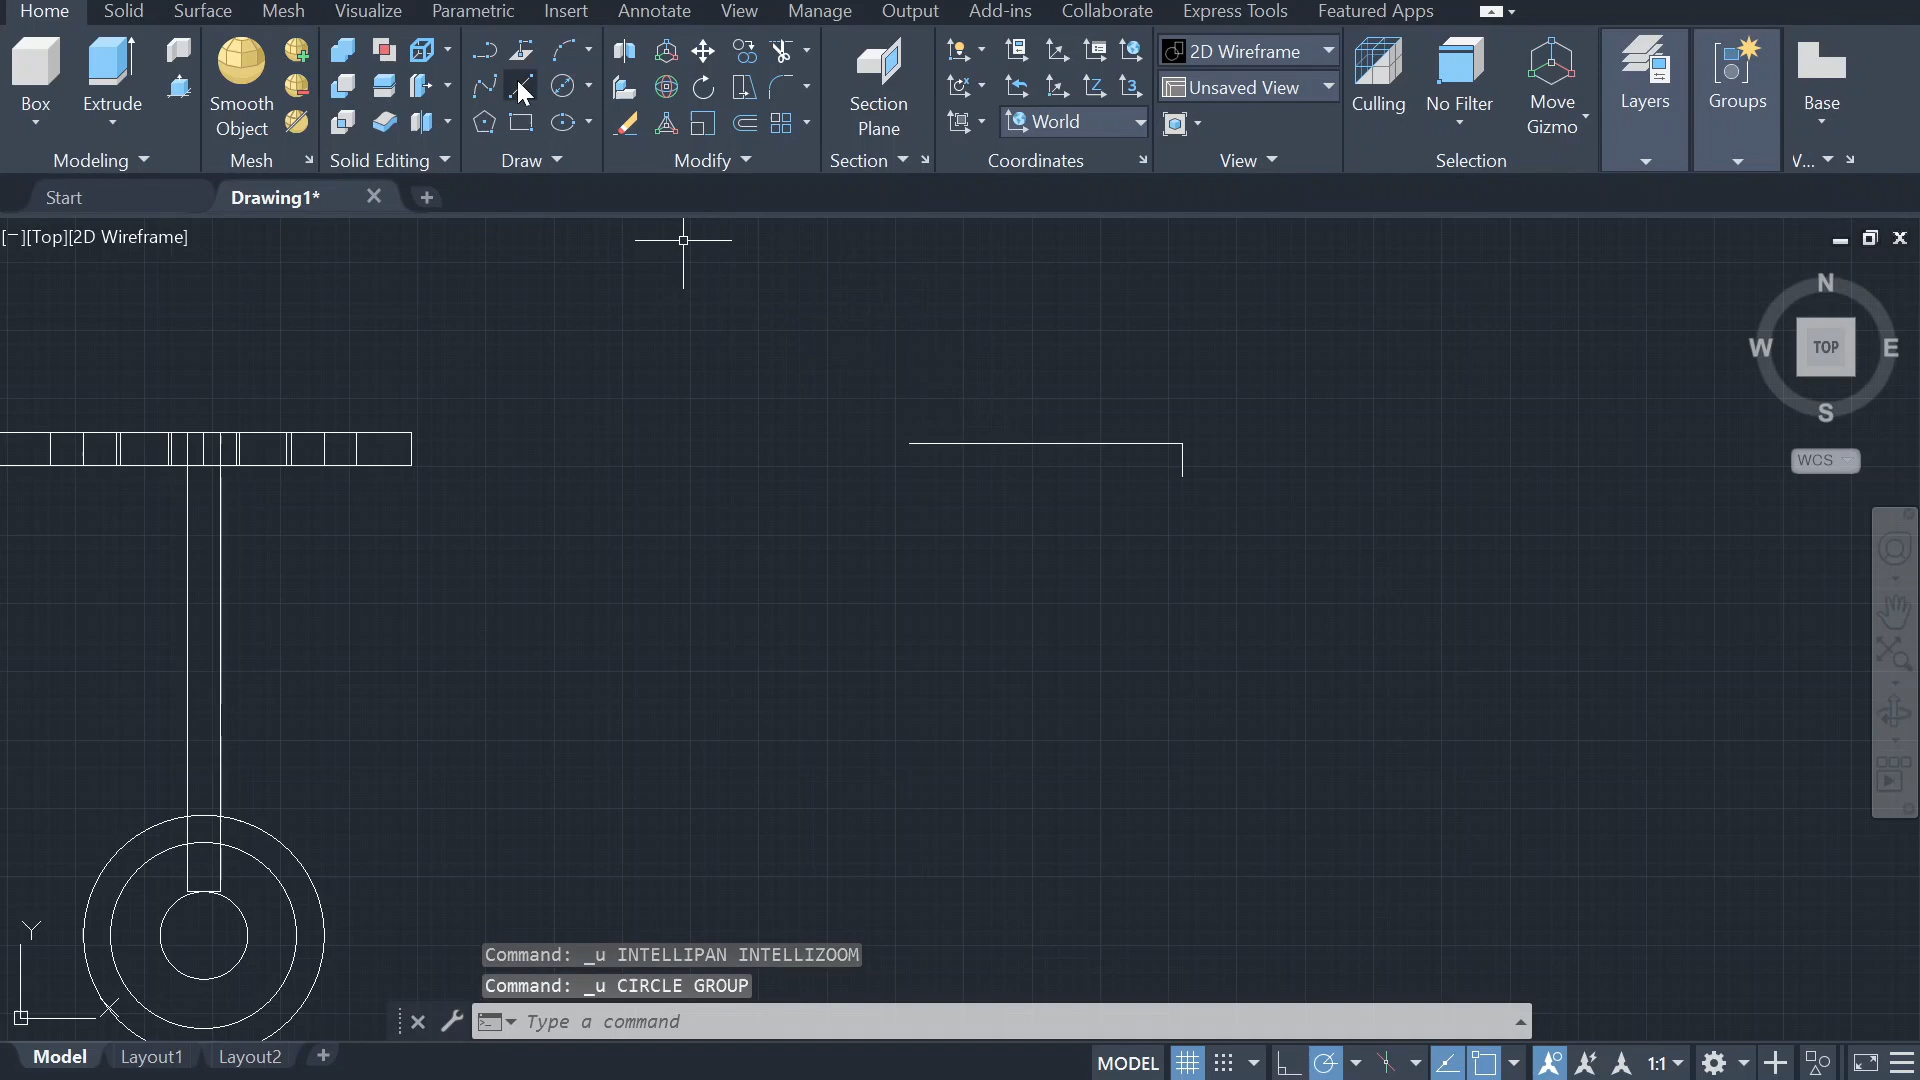 Home Solid Surface Mesh Visualize Parametric Insert Annotate View Manage Output Add-ins Collaborate Express Tools Featured Apps
2D Wireframe
Unsaved View
Box Extrude Smooth Object Section Plane World Culling No Filter Move Gizmo Layers Groups Base
Modeling Mesh Solid Editing Draw Modify Section Coordinates View Selection V...
Start Drawing1*
[−][Top][2D Wireframe]
N
W TOP E
S
WCS
Y
X
Command: _u INTELLIPAN INTELLIZOOM
Command: _u CIRCLE GROUP
Type a command
Model Layout1 Layout2 MODEL 1:1